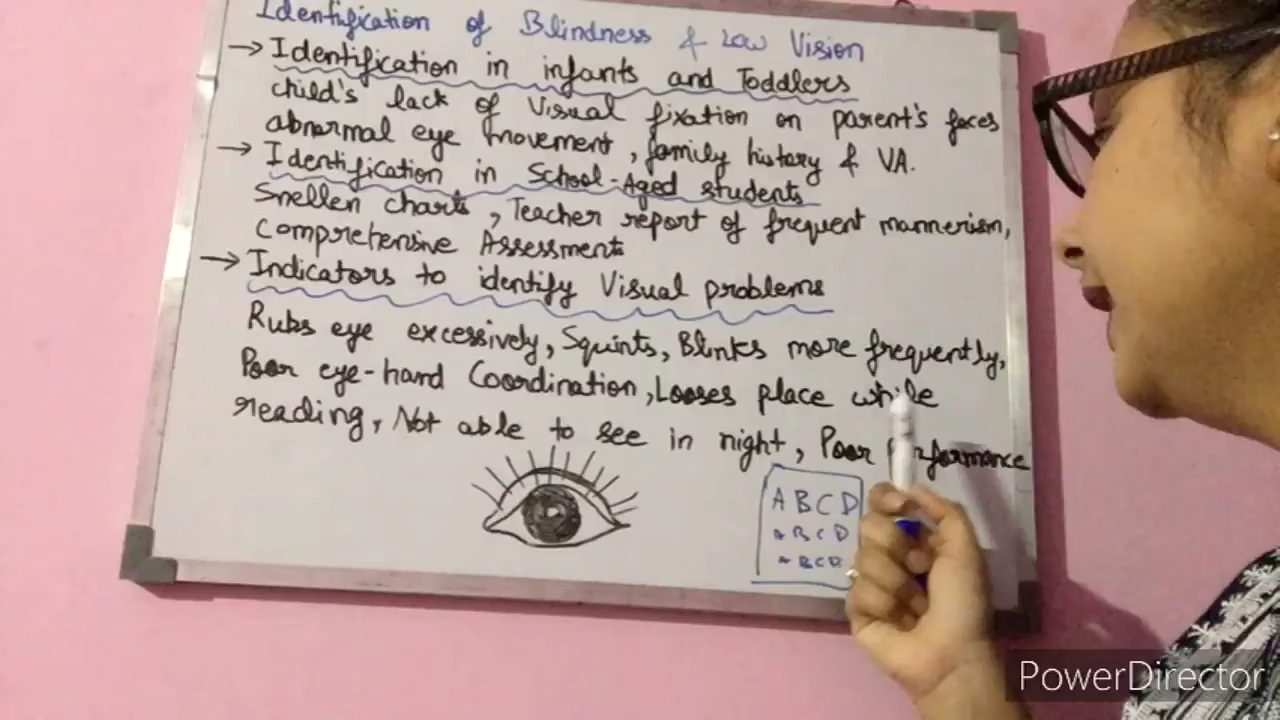 Identification of Blindness & Low Vision
→ Identification in infants and Toddlers
child's lack of Visual fixation on parent's faces
abnormal eye movement, family history & VA.
→ Identification in School-Aged students
Snellen charts, Teacher report of frequent mannerism,
Comprehensive Assessment
→ Indicators to identify Visual problems
Rubs eye excessively, Squints, Blinks more frequently,
Poor eye-hand Coordination, Looses place while
reading, Not able to see in night, Poor Performance
A B C D
A B C D
A B C D
PowerDirector